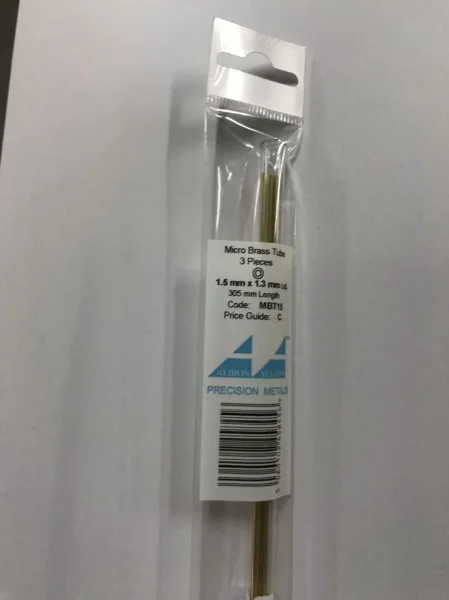 Micro Brass Tube
3 Pieces
1.5 mm x 1.3 mm i.d.
305 mm Length
Code: MBT15
Price Guide: C
ALBION ALLOYS
PRECISION METALS